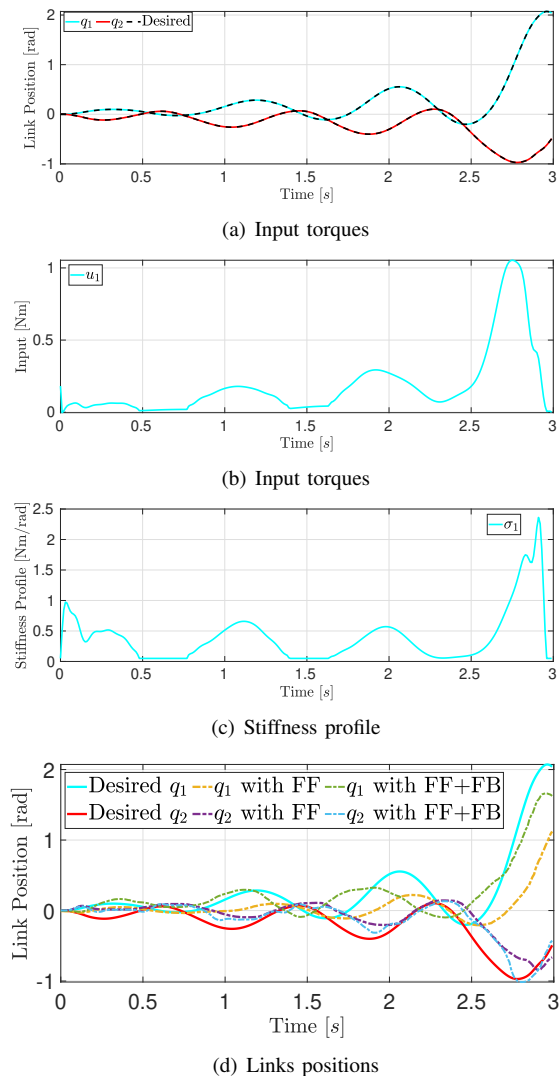 q₁ q₂ Desired
Link Position [rad]
2
1
0
-1
0 0.5 1 1.5 2 2.5 3
Time [s]
(a) Input torques
u₁
Input [Nm]
1
0.5
0
0 0.5 1 1.5 2 2.5 3
Time [s]
(b) Input torques
σ₁
Stiffness Profile [Nm/rad]
2.5
2
1.5
1
0.5
0
0 0.5 1 1.5 2 2.5 3
Time [s]
(c) Stiffness profile
Desired q₁ q₁ with FF q₁ with FF+FB
Desired q₂ q₂ with FF q₂ with FF+FB
Link Position [rad]
2
1
0
-1
0 0.5 1 1.5 2 2.5 3
Time [s]
(d) Links positions